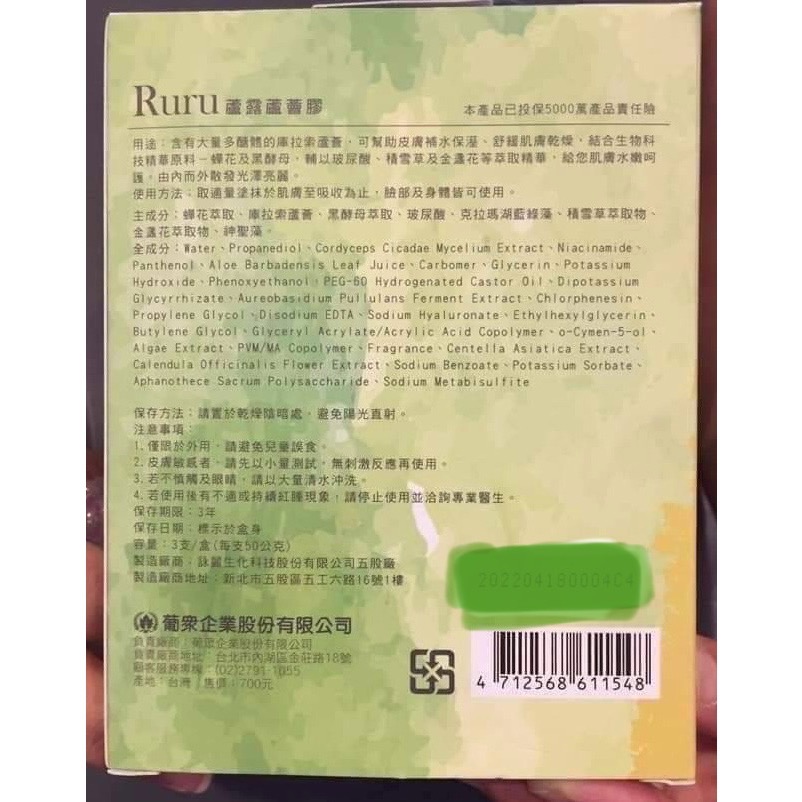 Ruru 蘆露蘆薈膠
本產品已投保5000萬產品責任險
用途：含有大量多醣體的庫拉索蘆薈，可幫助皮膚補水保溼、舒緩肌膚乾燥，結合生物科
技精華原料－蟬花及黑酵母，輔以玻尿酸、積雪草及金盞花等萃取精華，給您肌膚水嫩呵
護。由內而外散發光澤亮麗。
使用方法：取適量塗抹於肌膚至吸收為止，臉部及身體皆可使用。
主成分：蟬花萃取、庫拉索蘆薈、黑酵母萃取、玻尿酸、克拉瑪湖藍綠藻、積雪草萃取物、
金盞花萃取物、神聖藻。
全成分：Water、Propanediol、Cordyceps Cicadae Mycelium Extract、Niacinamide、
Panthenol、Aloe Barbadensis Leaf Juice、Carbomer、Glycerin、Potassium
Hydroxide、Phenoxyethanol、PEG-60 Hydrogenated Castor Oil、Dipotassium
Glycyrrhizate、Aureobasidium Pullulans Ferment Extract、Chlorphenesin、
Propylene Glycol、Disodium EDTA、Sodium Hyaluronate、Ethylhexylglycerin、
Butylene Glycol、Glyceryl Acrylate/Acrylic Acid Copolymer、o-Cymen-5-ol、
Algae Extract、PVM/MA Copolymer、Fragrance、Centella Asiatica Extract、
Calendula Officinalis Flower Extract、Sodium Benzoate、Potassium Sorbate、
Aphanothece Sacrum Polysaccharide、Sodium Metabisulfite
保存方法：請置於乾燥陰暗處，避免陽光直射。
注意事項：
1.僅限於外用，請避免兒童誤食。
2.皮膚敏感者，請先以小量測試，無刺激反應再使用。
3.若不慎觸及眼睛，請以大量清水沖洗。
4.若使用後有不適或持續紅腫現象，請停止使用並洽詢專業醫生。
保存期限：3年
保存日期：標示於盒身
容量：3支/盒(每支50公克)
製造廠商：詠麗生化科技股份有限公司五股廠
製造廠商地址：新北市五股區五工六路16號1樓
202204180004C4
葡眾企業股份有限公司
負責廠商：葡眾企業股份有限公司
負責廠商地址：台北市內湖區金莊路18號
顧客服務專線：(02)2791-1855
產地：台灣 售價：700元
4 712568 611548